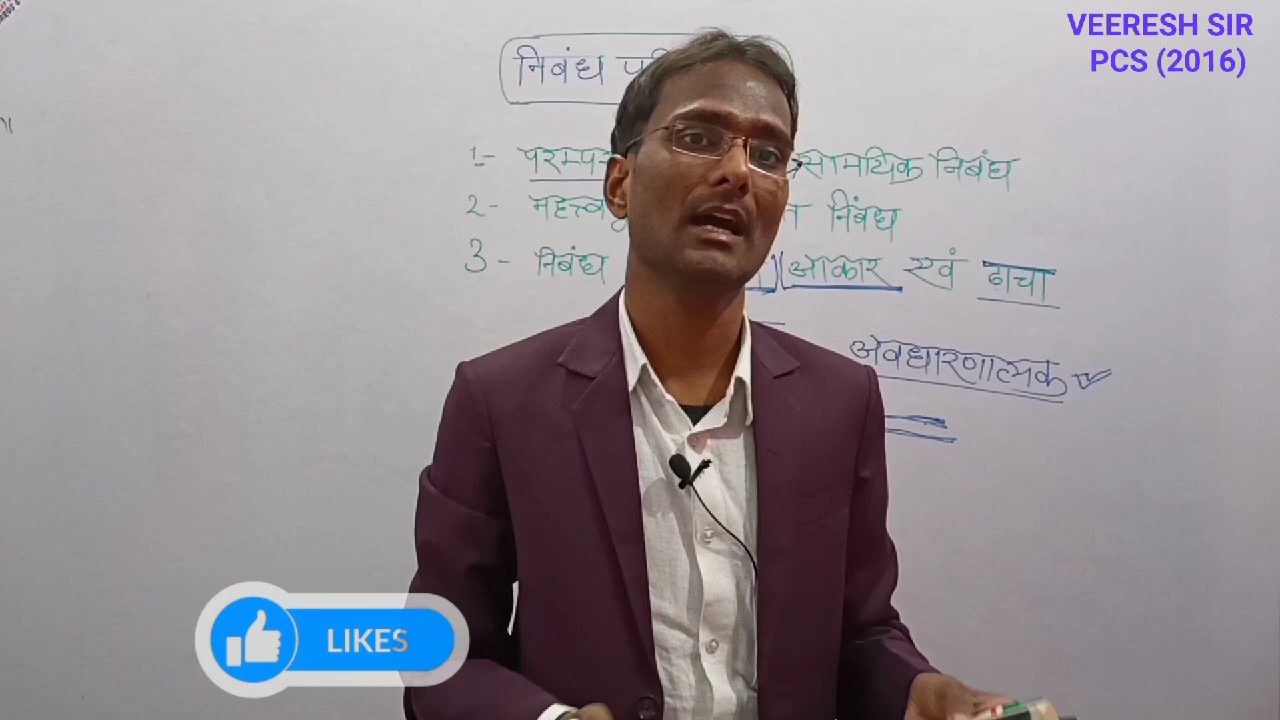 VEERESH SIR
PCS (2016)
निबंध
1- सामयिक निबंध
2- निबंध
3- निबंध आकार एवं ढाचा
अवधारणात्मक
LIKES